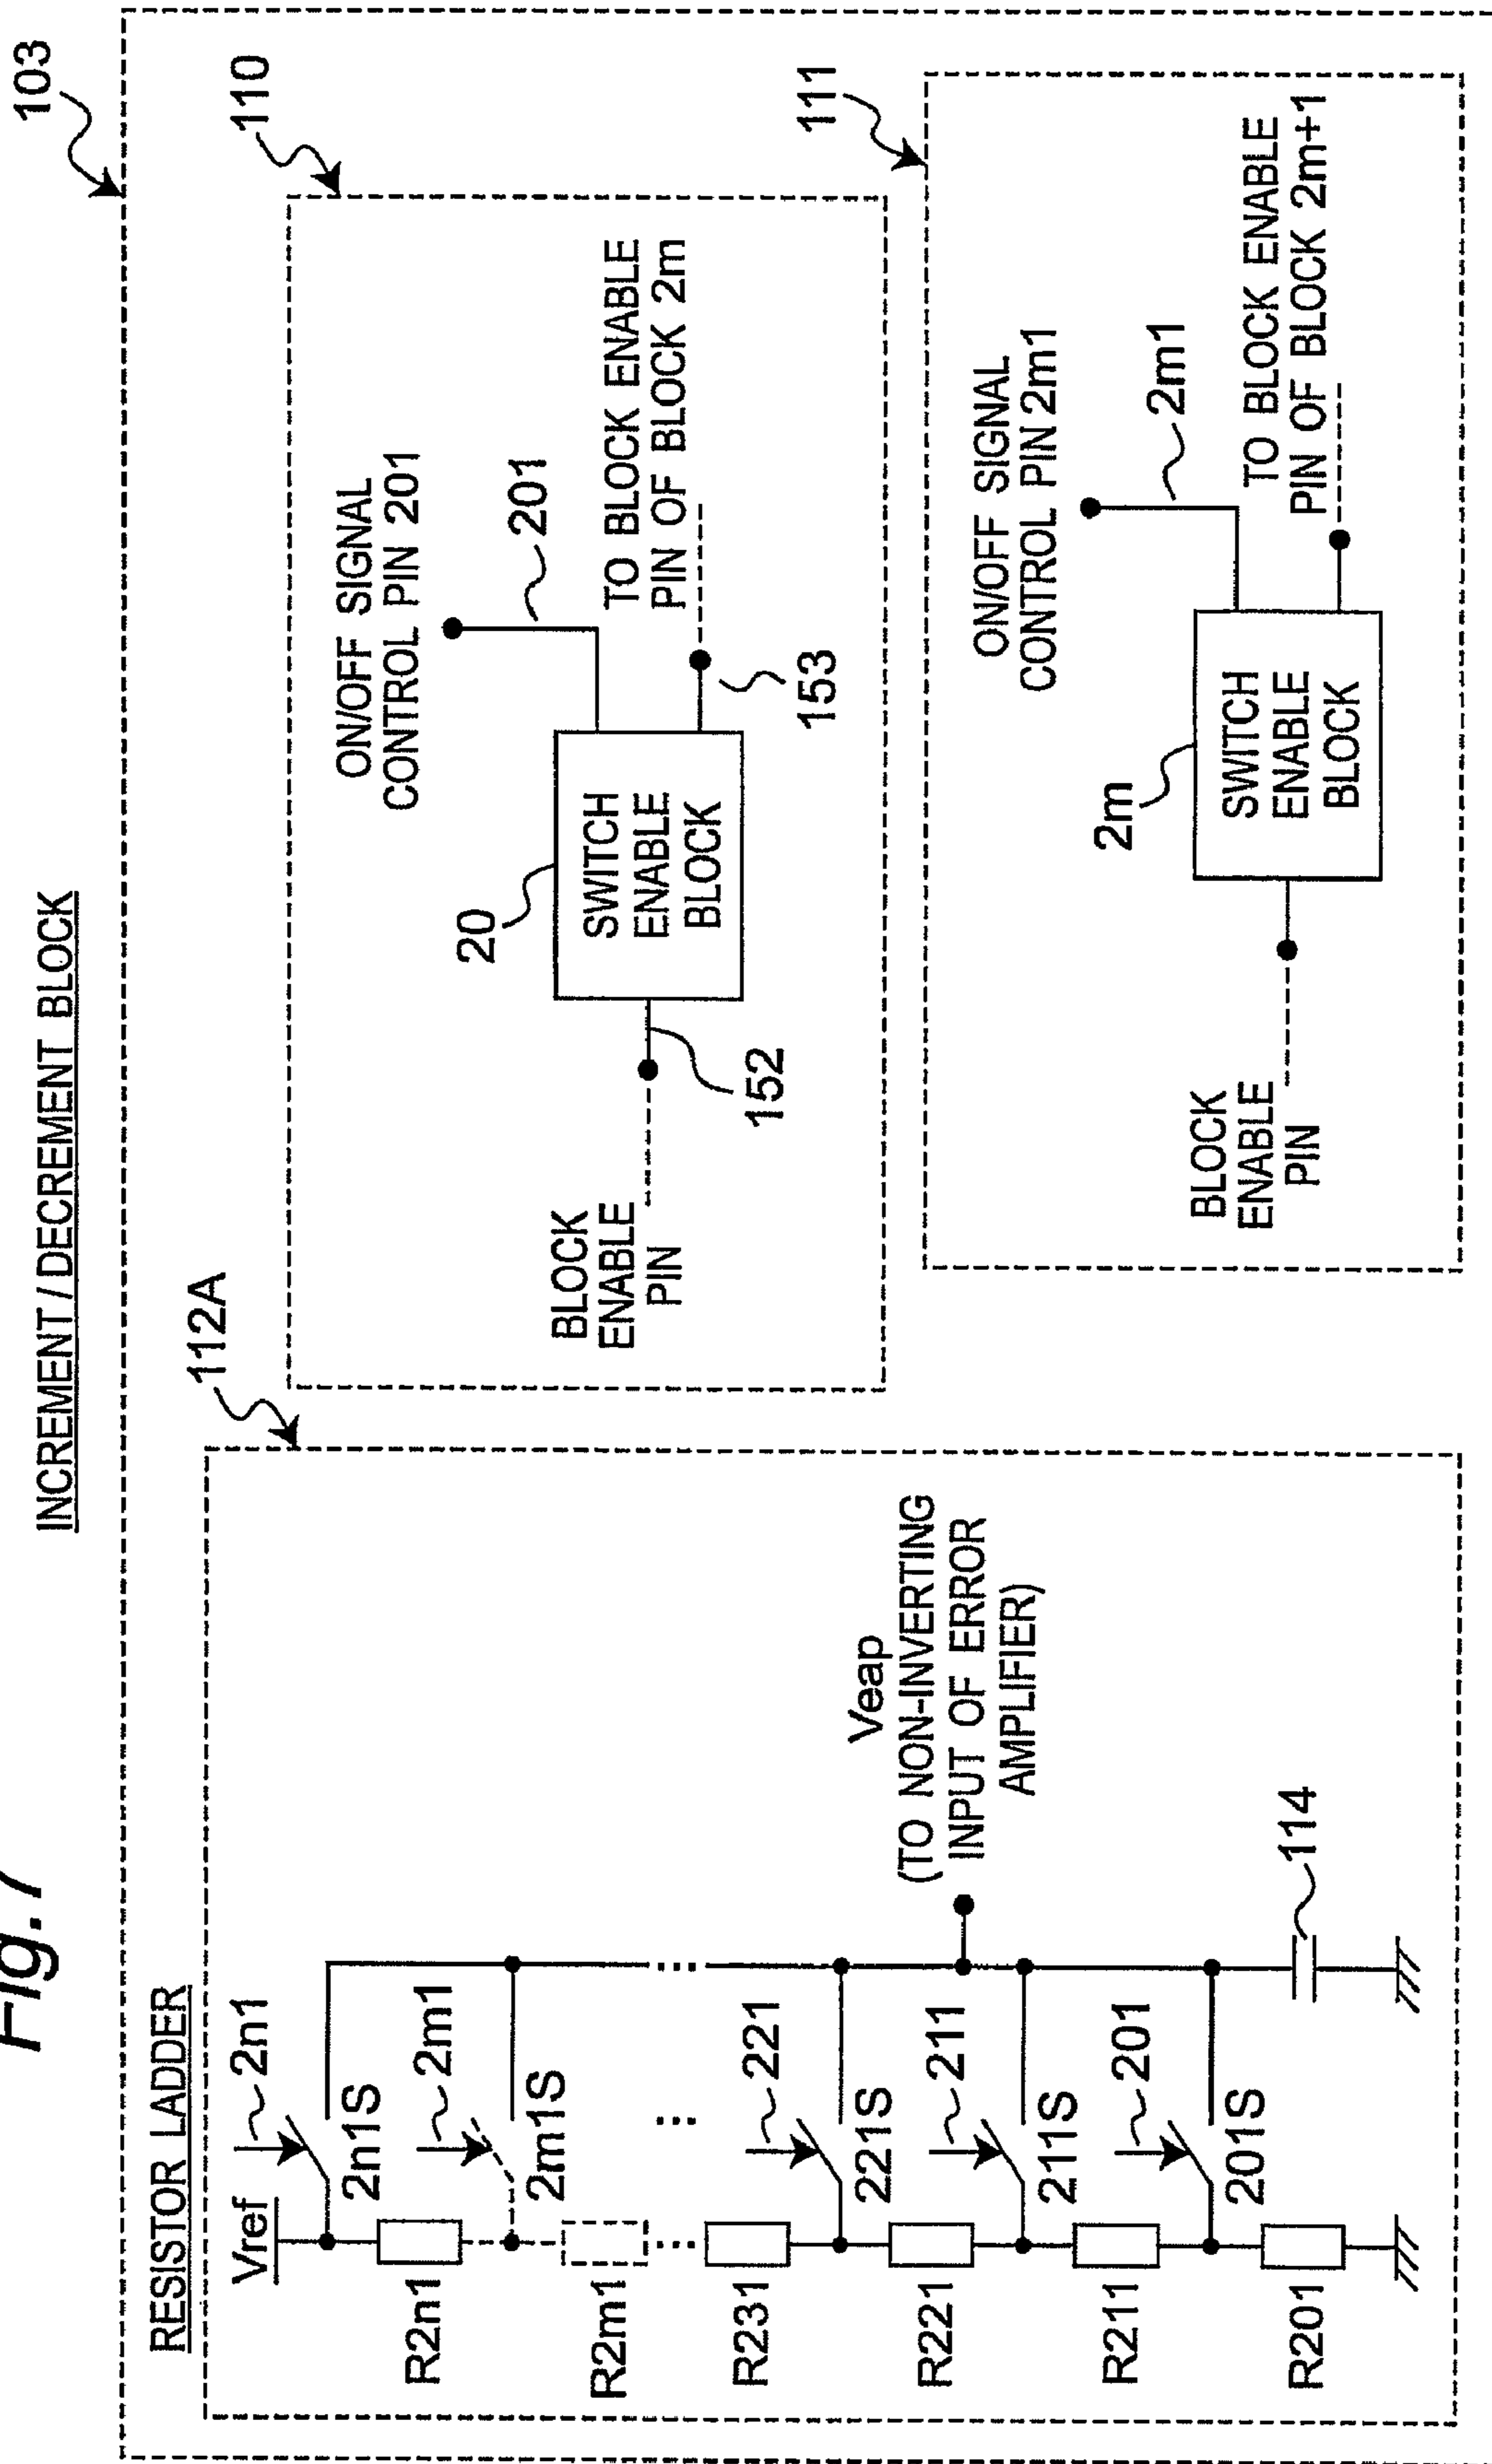 Fig.7
INCREMENT/DECREMENT BLOCK
103
RESISTOR LADDER
112A
Vref
2n1
2n1S
R2n1
2m1
2m1S
R2m1
...
...
...
R231
221
221S
R221
211
211S
R211
201
201S
R201
114
Veap
(TO NON-INVERTING
INPUT OF ERROR
AMPLIFIER)
110
ON/OFF SIGNAL
CONTROL PIN 201
201
20
SWITCH
ENABLE
BLOCK
BLOCK
ENABLE
PIN
152
153
TO BLOCK ENABLE
PIN OF BLOCK 2m
111
ON/OFF SIGNAL
CONTROL PIN 2m1
2m1
2m
SWITCH
ENABLE
BLOCK
BLOCK
ENABLE
PIN
TO BLOCK ENABLE
PIN OF BLOCK 2m+1